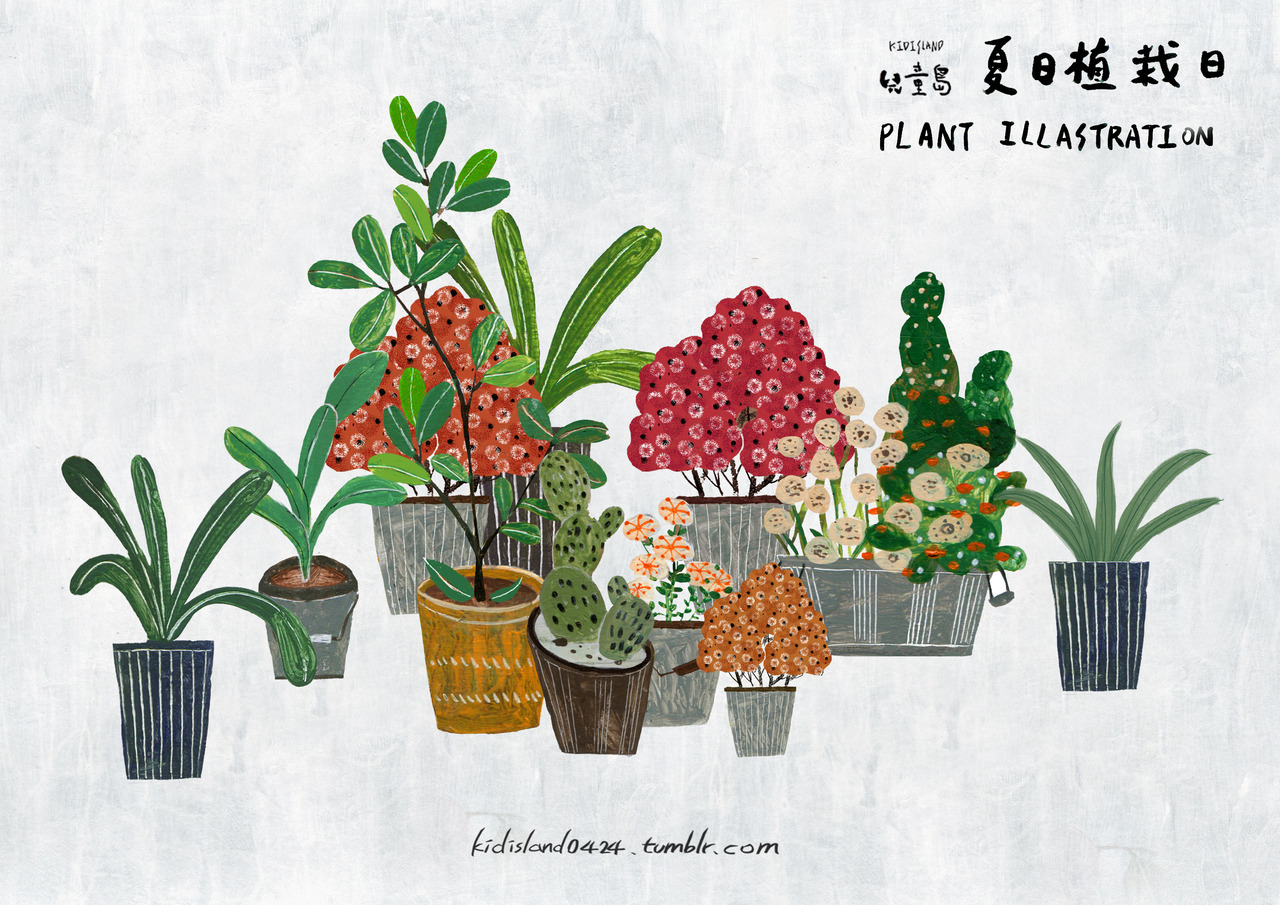 KIDISLAND
兒童島
夏日植栽日
PLANT ILLASTRATION
kidisland0424.tumblr.com